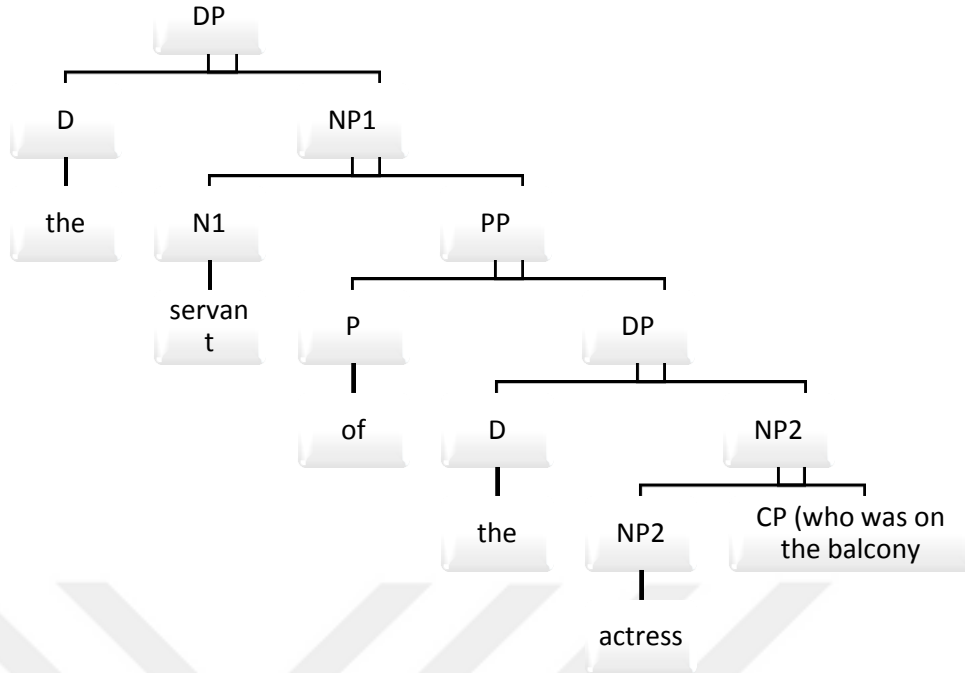 DP
D
NP1
the
N1
PP
servan
t
P
DP
of
D
NP2
the
NP2
CP (who was on
the balcony
actress